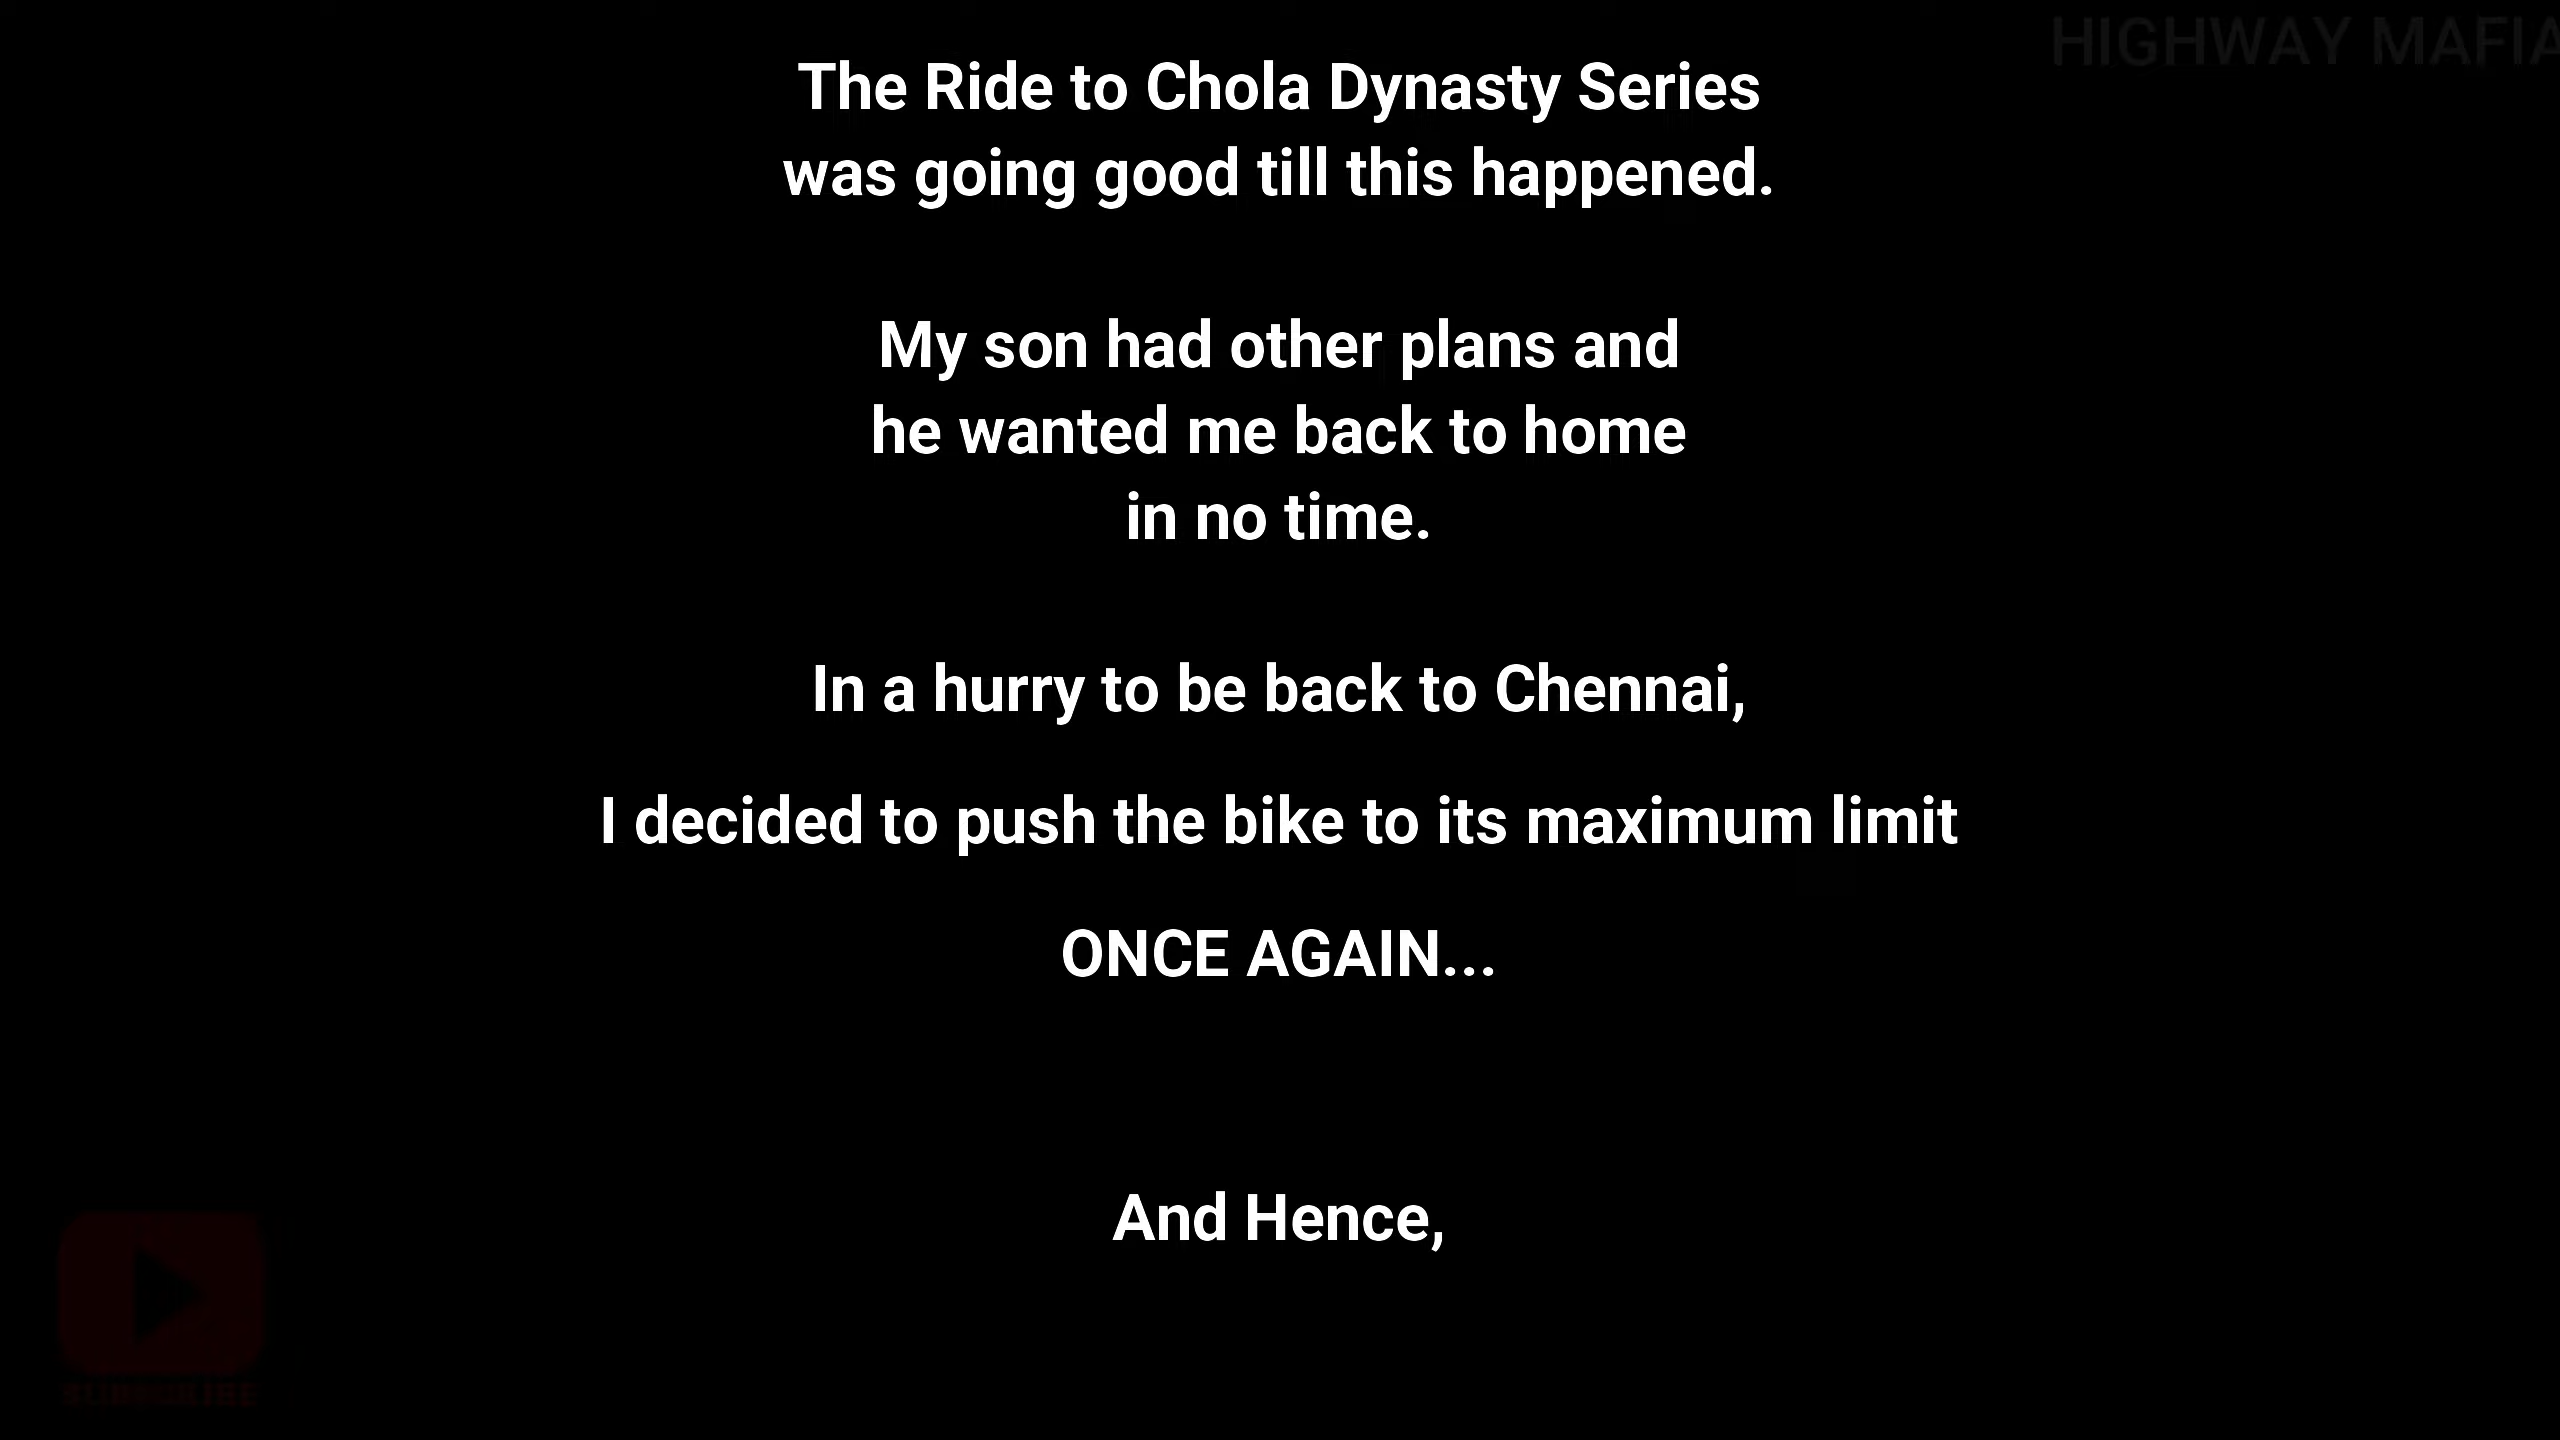 HIGHWAY MAFIA
The Ride to Chola Dynasty Series
was going good till this happened.
My son had other plans and
he wanted me back to home
in no time.
In a hurry to be back to Chennai,
I decided to push the bike to its maximum limit
ONCE AGAIN...
And Hence,
SUBSCRIBE